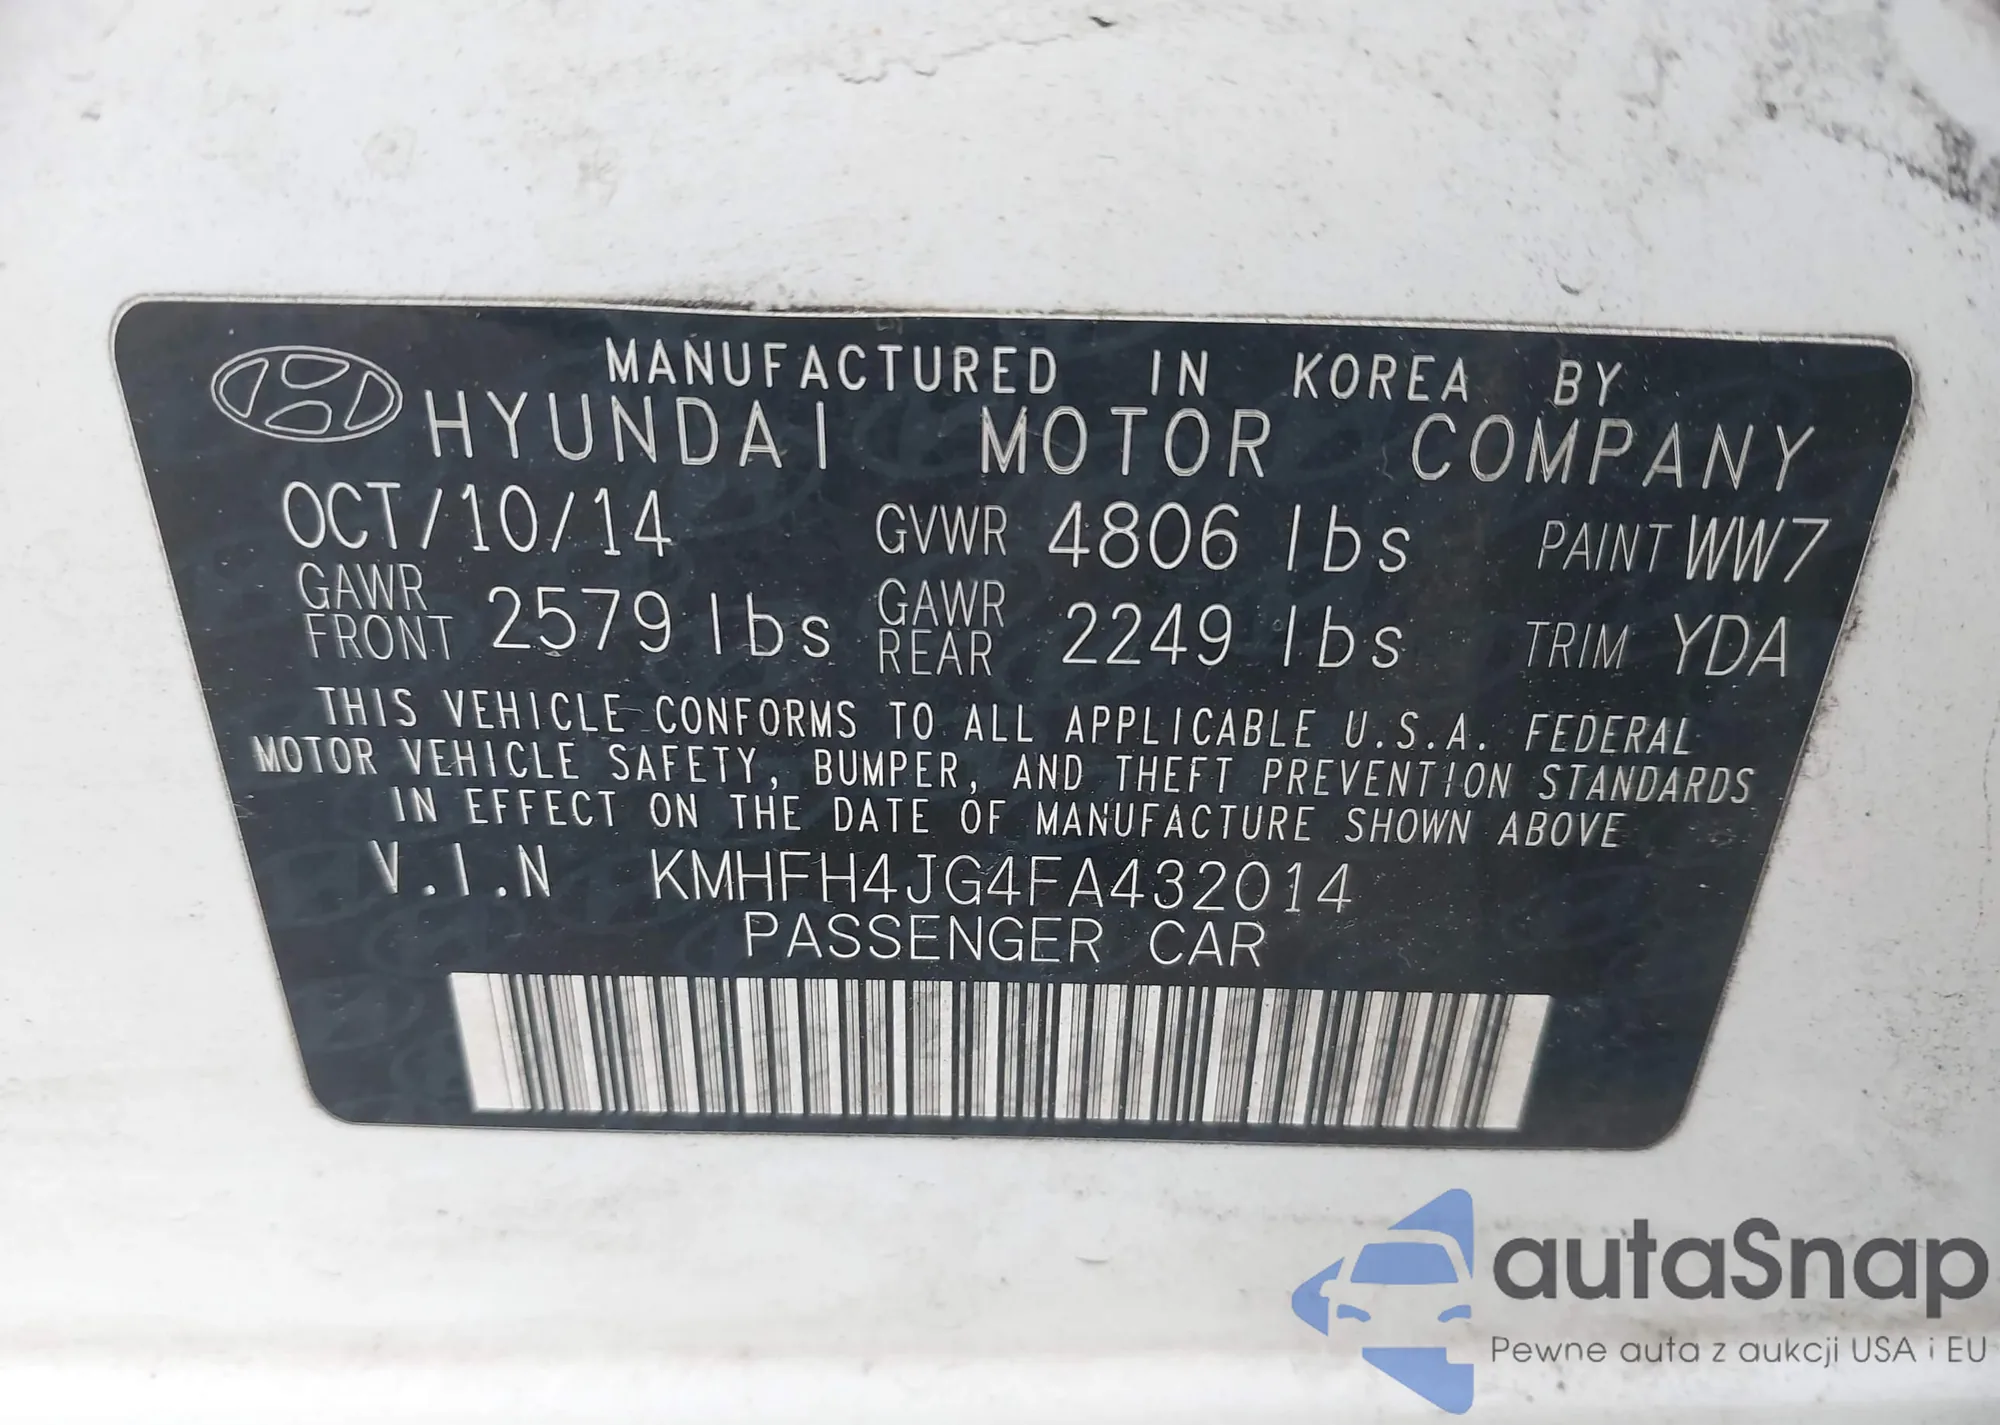 MANUFACTURED IN KOREA BY
HYUNDAI MOTOR COMPANY
OCT/10/14 GVWR 4806 lbs PAINT WW7
GAWR FRONT 2579 lbs GAWR REAR 2249 lbs TRIM YDA
THIS VEHICLE CONFORMS TO ALL APPLICABLE U.S.A. FEDERAL
MOTOR VEHICLE SAFETY, BUMPER, AND THEFT PREVENTION STANDARDS
IN EFFECT ON THE DATE OF MANUFACTURE SHOWN ABOVE
V.I.N KMHFH4JG4FA432014
PASSENGER CAR
autaSnap
Pewne auta z aukcji USA i EU